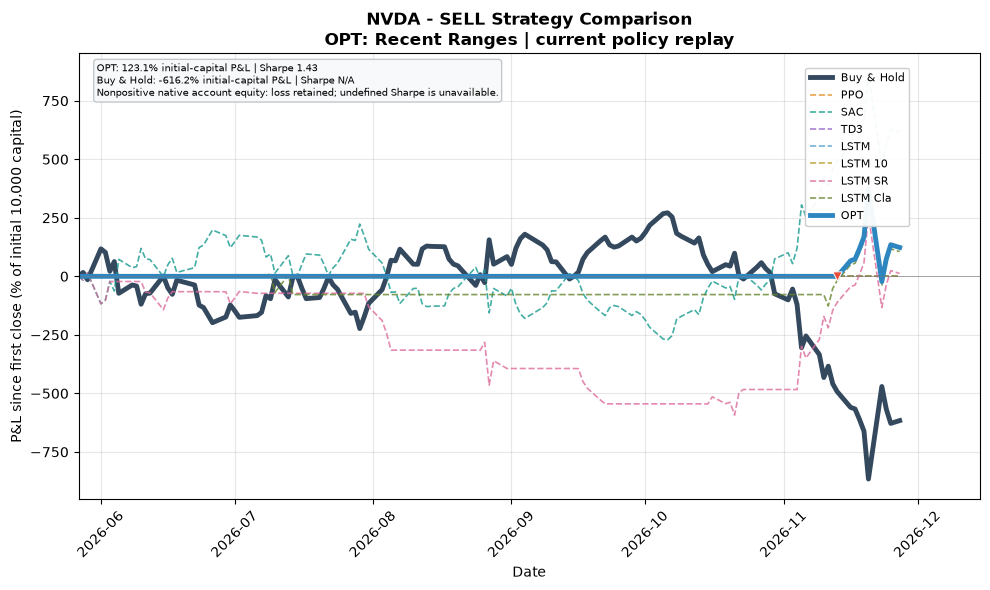 NVDA - SELL Strategy Comparison
OPT: Recent Ranges | current policy replay
OPT: 123.1% initial-capital P&L | Sharpe 1.43
Buy & Hold: -616.2% initial-capital P&L | Sharpe N/A
Nonpositive native account equity: loss retained; undefined Sharpe is unavailable.
Buy & Hold
PPO
SAC
TD3
LSTM
LSTM 10
LSTM SR
LSTM Cla
OPT
P&L since first close (% of initial 10,000 capital)
750
500
250
0
−250
−500
−750
2026-06
2026-07
2026-08
2026-09
2026-10
2026-11
2026-12
Date